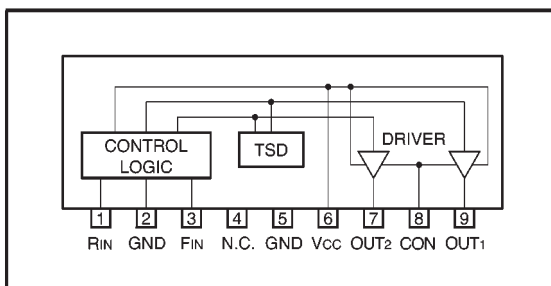 CONTROL
LOGIC
TSD
DRIVER
1 2 3 4 5 6 7 8 9
RIN GND FIN N.C. GND VCC OUT2 CON OUT1